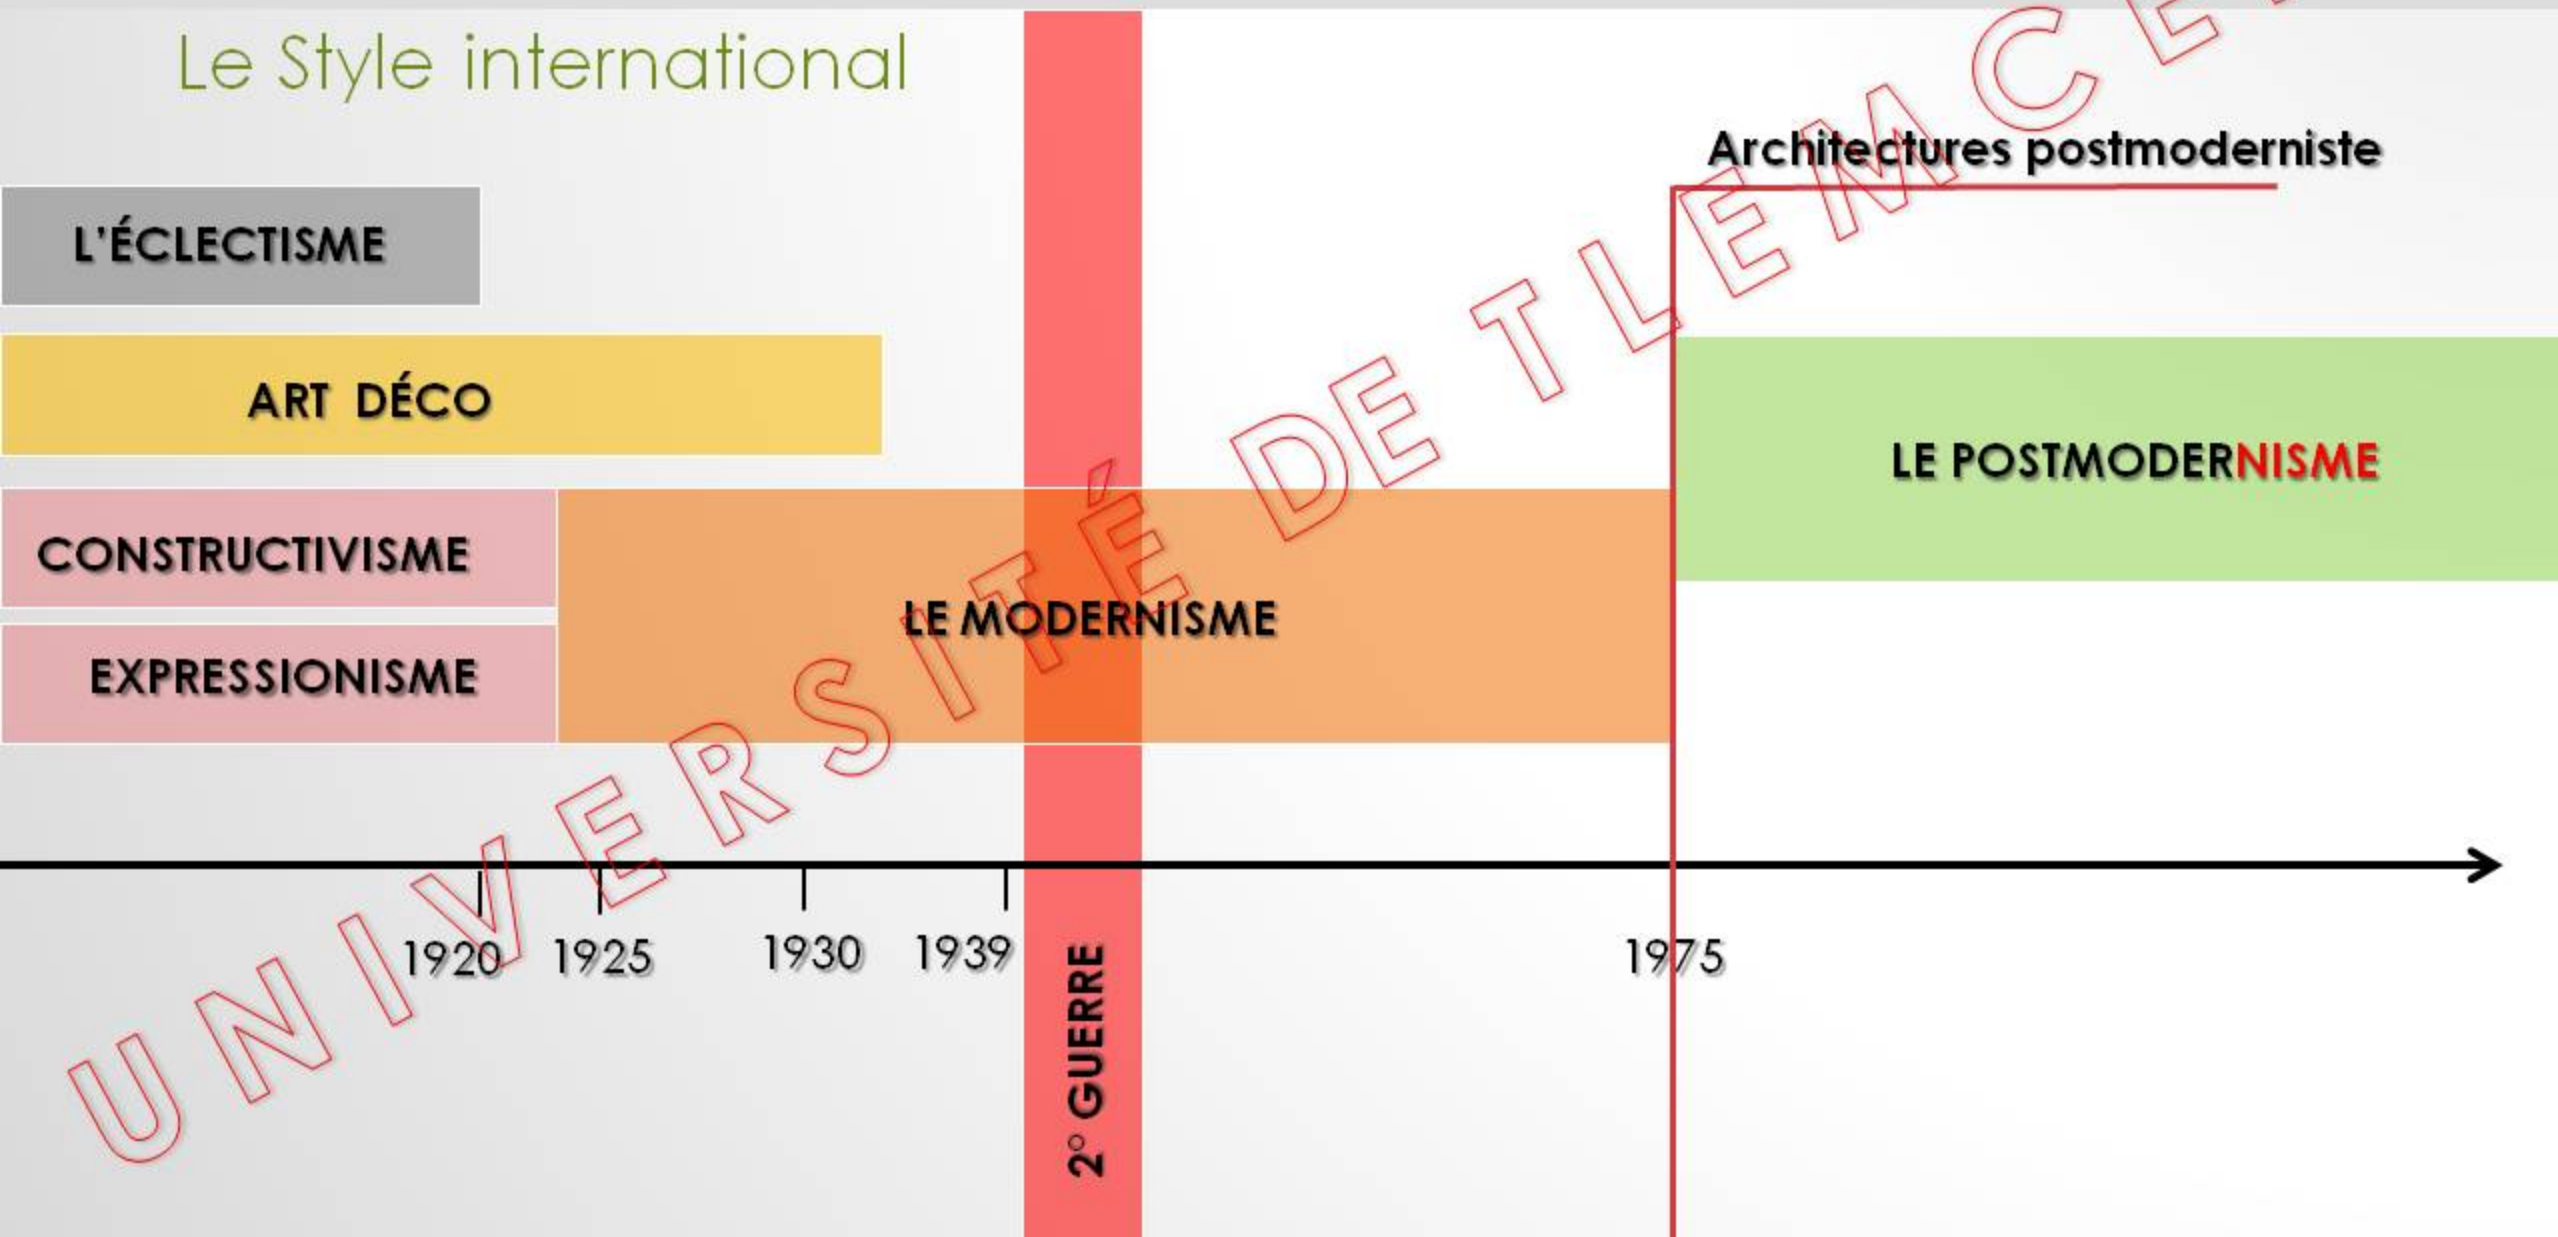 Le Style international
Architectures postmoderniste
L'ÉCLECTISME
ART DÉCO
LE POSTMODERNISME
CONSTRUCTIVISME
LE MODERNISME
EXPRESSIONISME
1920 1925 1930 1939 1975
2° GUERRE
UNIVERSITÉ DE TLEMCE